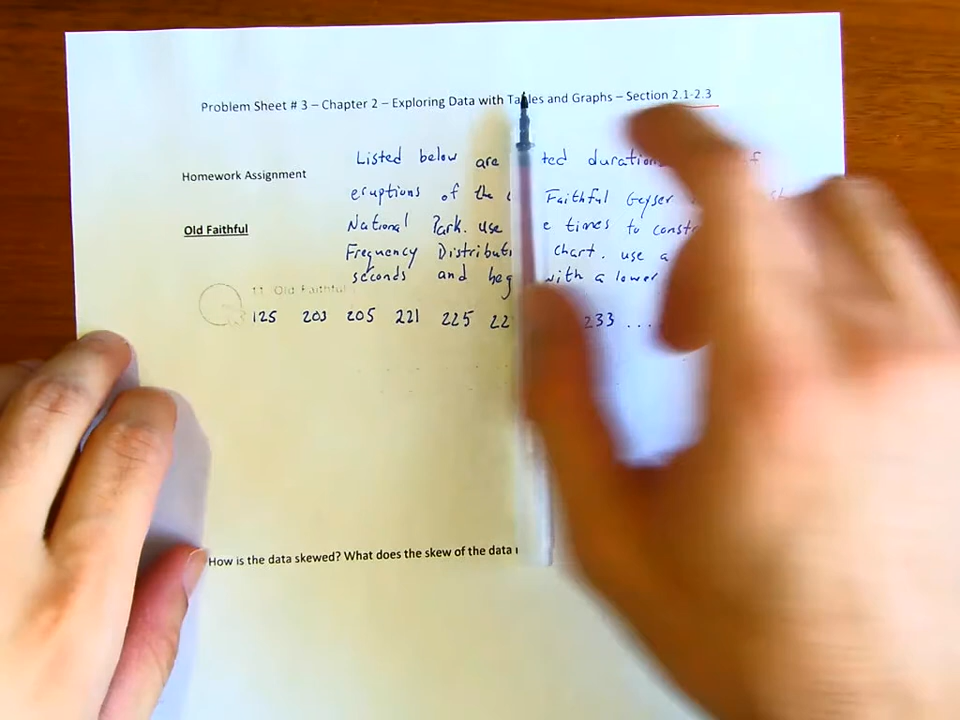 Problem Sheet # 3 – Chapter 2 – Exploring Data with Tables and Graphs – Section 2.1-2.3
Listed below are ted
Homework Assignment
eruptions of the Faithful Geyser
Old Faithful
National Park. use e times to
Frequency chart. use a
seconds and with a lower
11 Old Faithful
125 203 205 221 225 233 ...
How is the data skewed? What does the skew of the data